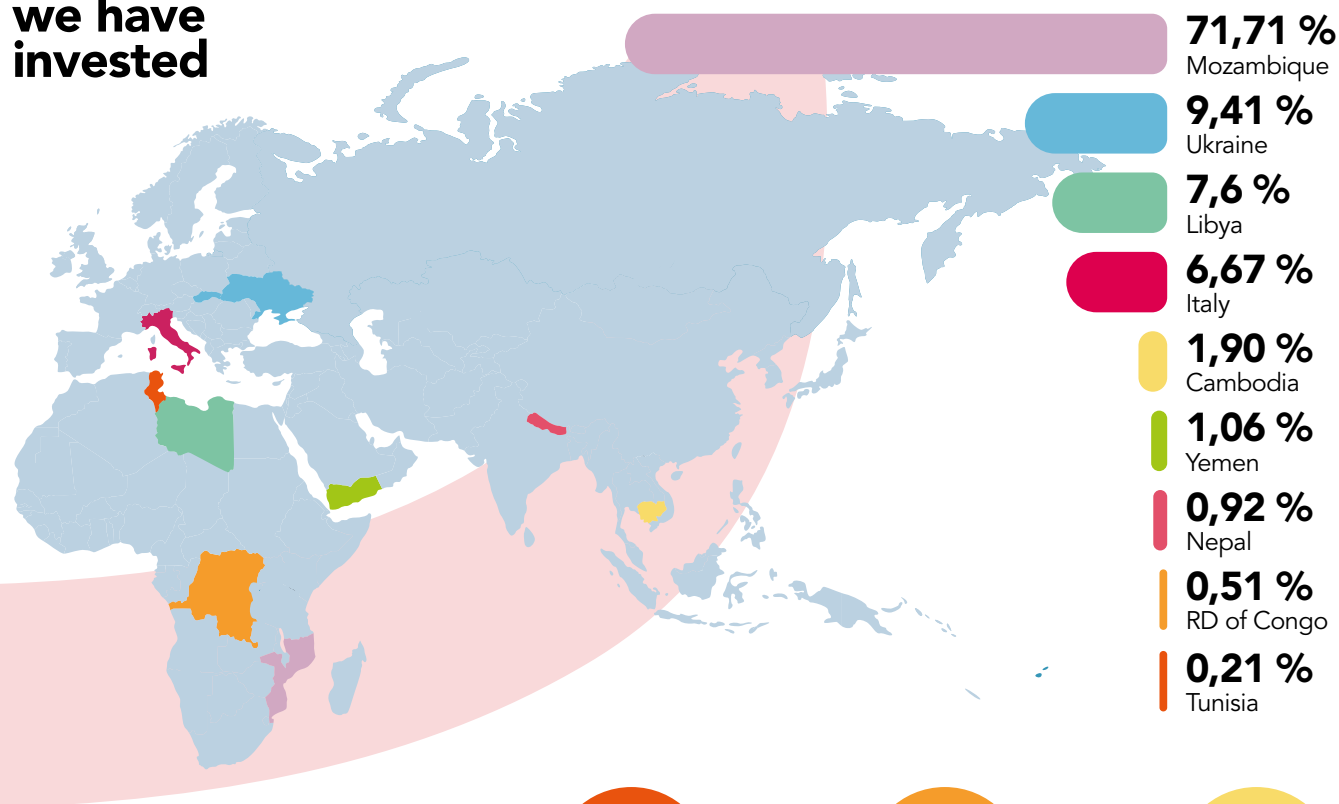 we have
invested
71,71 %
Mozambique
9,41 %
Ukraine
7,6 %
Libya
6,67 %
Italy
1,90 %
Cambodia
1,06 %
Yemen
0,92 %
Nepal
0,51 %
RD of Congo
0,21 %
Tunisia